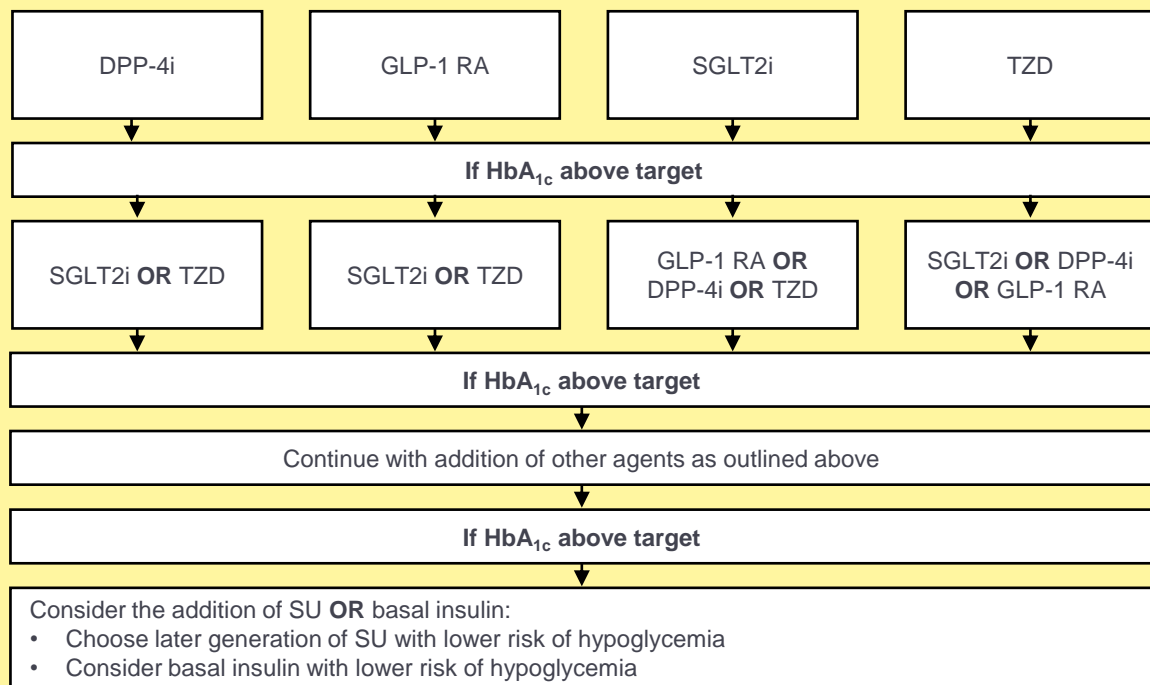 DPP-4i
GLP-1 RA
SGLT2i
TZD
If HbA1c above target
SGLT2i OR TZD
SGLT2i OR TZD
GLP-1 RA OR
DPP-4i OR TZD
SGLT2i OR DPP-4i
OR GLP-1 RA
If HbA1c above target
Continue with addition of other agents as outlined above
If HbA1c above target
Consider the addition of SU OR basal insulin:
• Choose later generation of SU with lower risk of hypoglycemia
• Consider basal insulin with lower risk of hypoglycemia